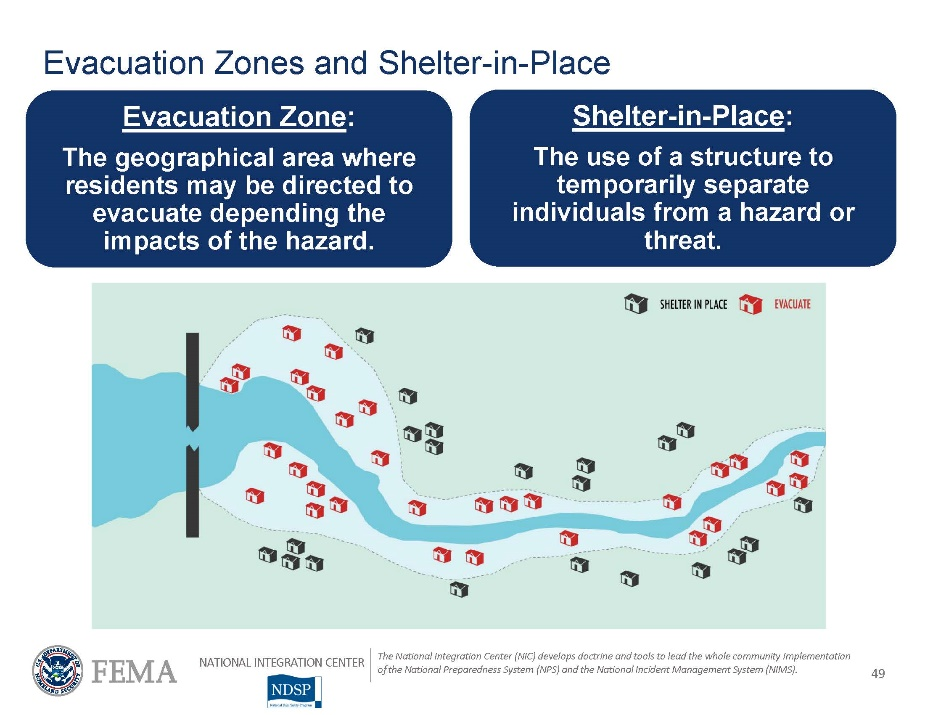 Evacuation Zones and Shelter-in-Place
Evacuation Zone:
The geographical area where
residents may be directed to
evacuate depending the
impacts of the hazard.
Shelter-in-Place:
The use of a structure to
temporarily separate
individuals from a hazard or
threat.
SHELTER IN PLACE
EVACUATE
U.S. DEPARTMENT OF
HOMELAND SECURITY
FEMA
NATIONAL INTEGRATION CENTER
NDSP
The National Integration Center (NIC) develops doctrine and tools to lead the whole community implementation
of the National Preparedness System (NPS) and the National Incident Management System (NIMS).
49